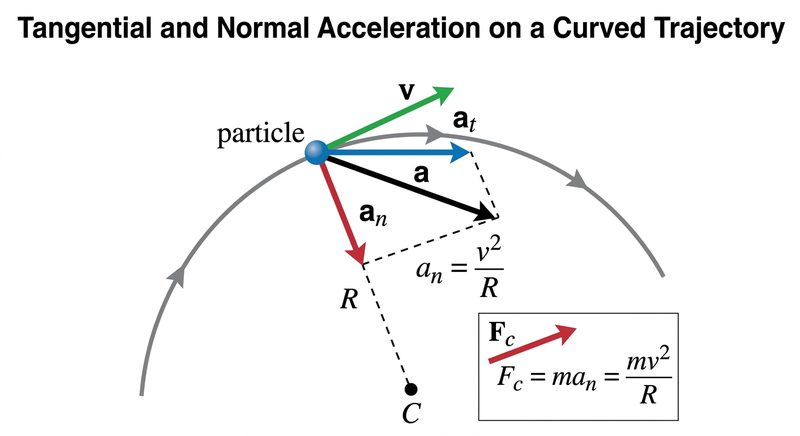 Tangential and Normal Acceleration on a Curved Trajectory
v
particle
a_t
a
a_n
a_n = v^2/R
R
F_c
F_c = ma_n = mv^2/R
C